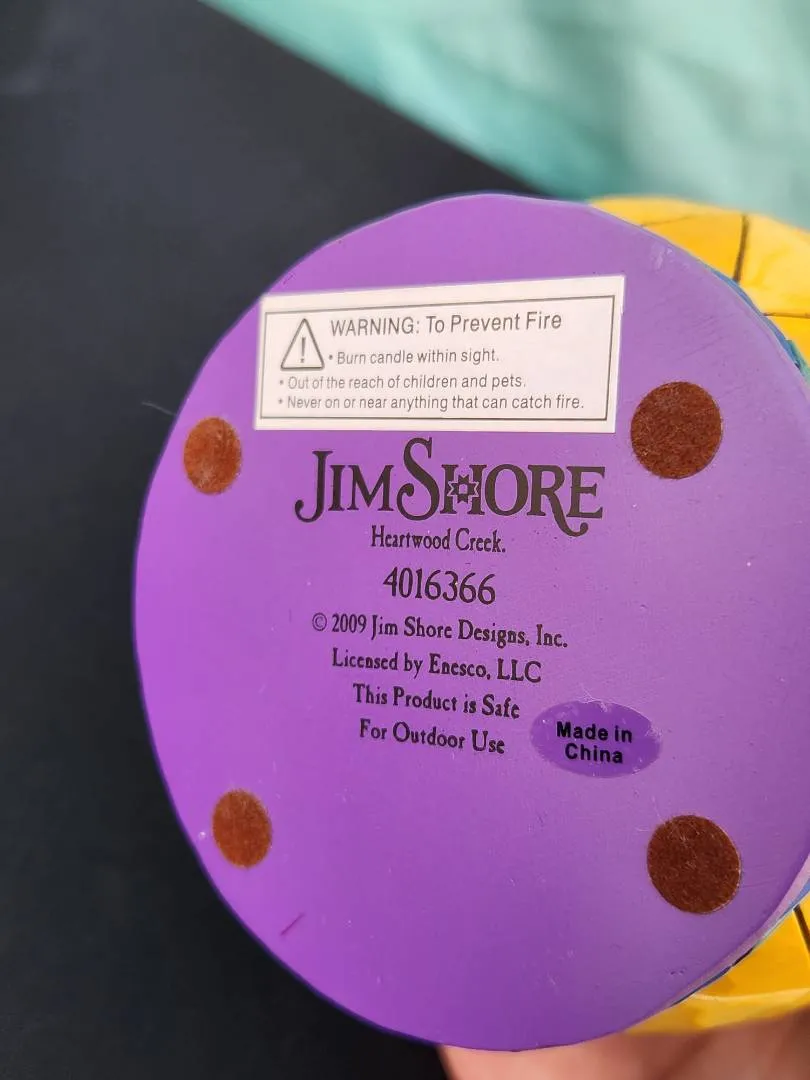 WARNING: To Prevent Fire
• Burn candle within sight.
• Out of the reach of children and pets.
• Never on or near anything that can catch fire.
JIM SHORE
Heartwood Creek.
4016366
© 2009 Jim Shore Designs, Inc.
Licensed by Enesco, LLC
This Product is Safe
For Outdoor Use
Made in
China